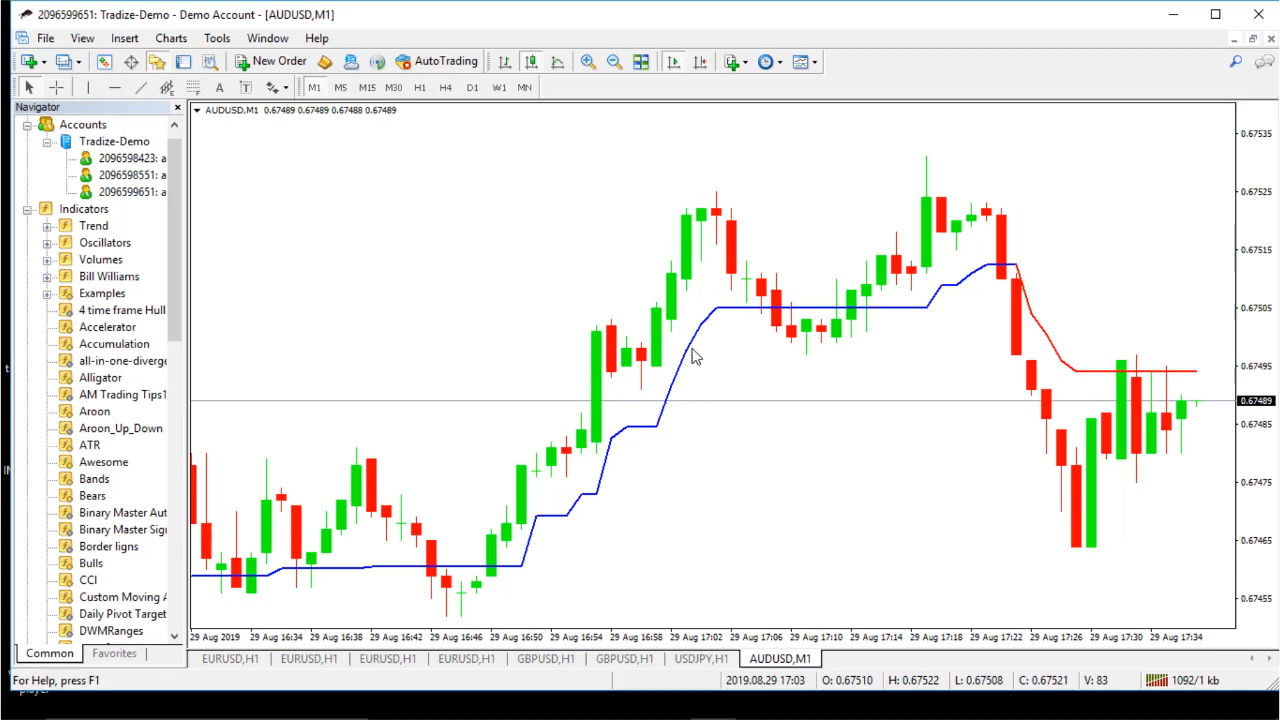 2096599651: Tradize-Demo - Demo Account - [AUDUSD,M1]
File View Insert Charts Tools Window Help
New Order AutoTrading
A T M1 M5 M15 M30 H1 H4 D1 W1 MN
Navigator
Accounts
Tradize-Demo
2096598423: a
2096598551: a
2096599651: a
Indicators
Trend
Oscillators
Volumes
Bill Williams
Examples
4 time frame Hull
Accelerator
Accumulation
all-in-one-diverge
Alligator
AM Trading Tips1
Aroon
Aroon_Up_Down
ATR
Awesome
Bands
Bears
Binary Master Aut
Binary Master Sig
Border ligns
Bulls
CCI
Custom Moving A
Daily Pivot Target
DWMRanges
Common Favorites
AUDUSD,M1 0.67489 0.67489 0.67488 0.67489
0.67535
0.67525
0.67515
0.67505
0.67495
0.67489
0.67485
0.67475
0.67465
0.67455
29 Aug 2019 29 Aug 16:34 29 Aug 16:38 29 Aug 16:42 29 Aug 16:46 29 Aug 16:50 29 Aug 16:54 29 Aug 16:58 29 Aug 17:02 29 Aug 17:06 29 Aug 17:10 29 Aug 17:14 29 Aug 17:18 29 Aug 17:22 29 Aug 17:26 29 Aug 17:30 29 Aug 17:34
EURUSD,H1 EURUSD,H1 EURUSD,H1 EURUSD,H1 GBPUSD,H1 GBPUSD,H1 USDJPY,H1 AUDUSD,M1
For Help, press F1 2019.08.29 17:03 O: 0.67510 H: 0.67522 L: 0.67508 C: 0.67521 V: 83 1092/1 kb